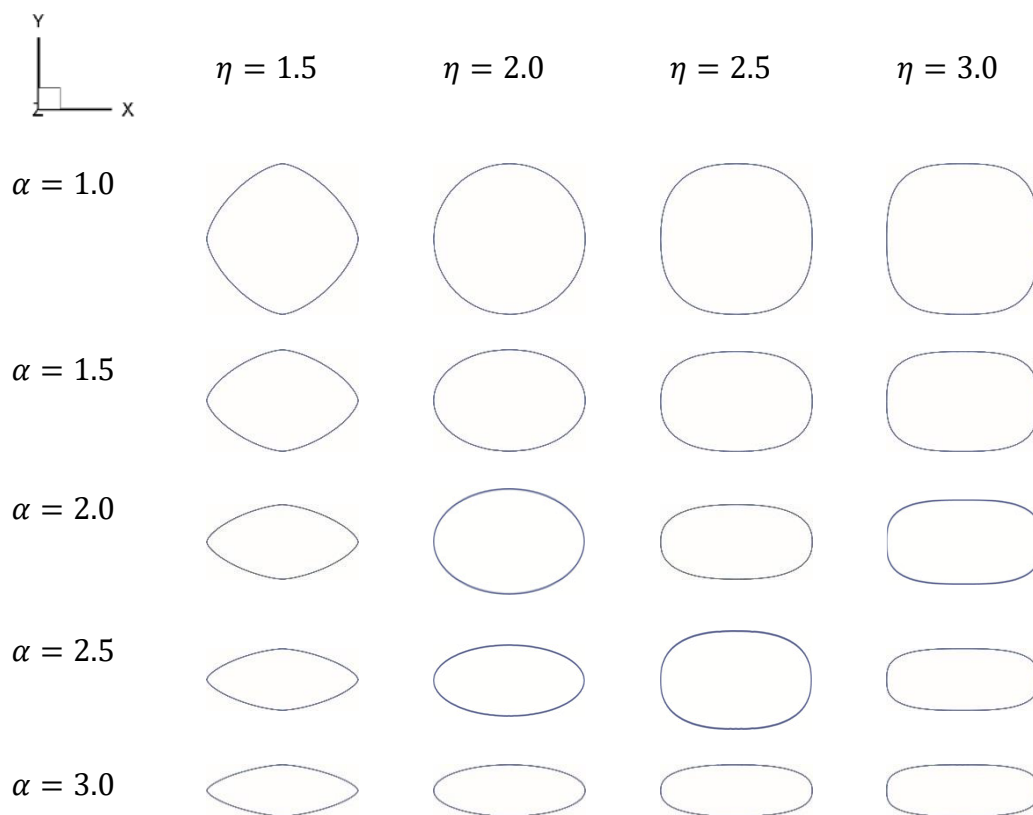 Y
Z
X
η = 1.5 η = 2.0 η = 2.5 η = 3.0
α = 1.0
α = 1.5
α = 2.0
α = 2.5
α = 3.0